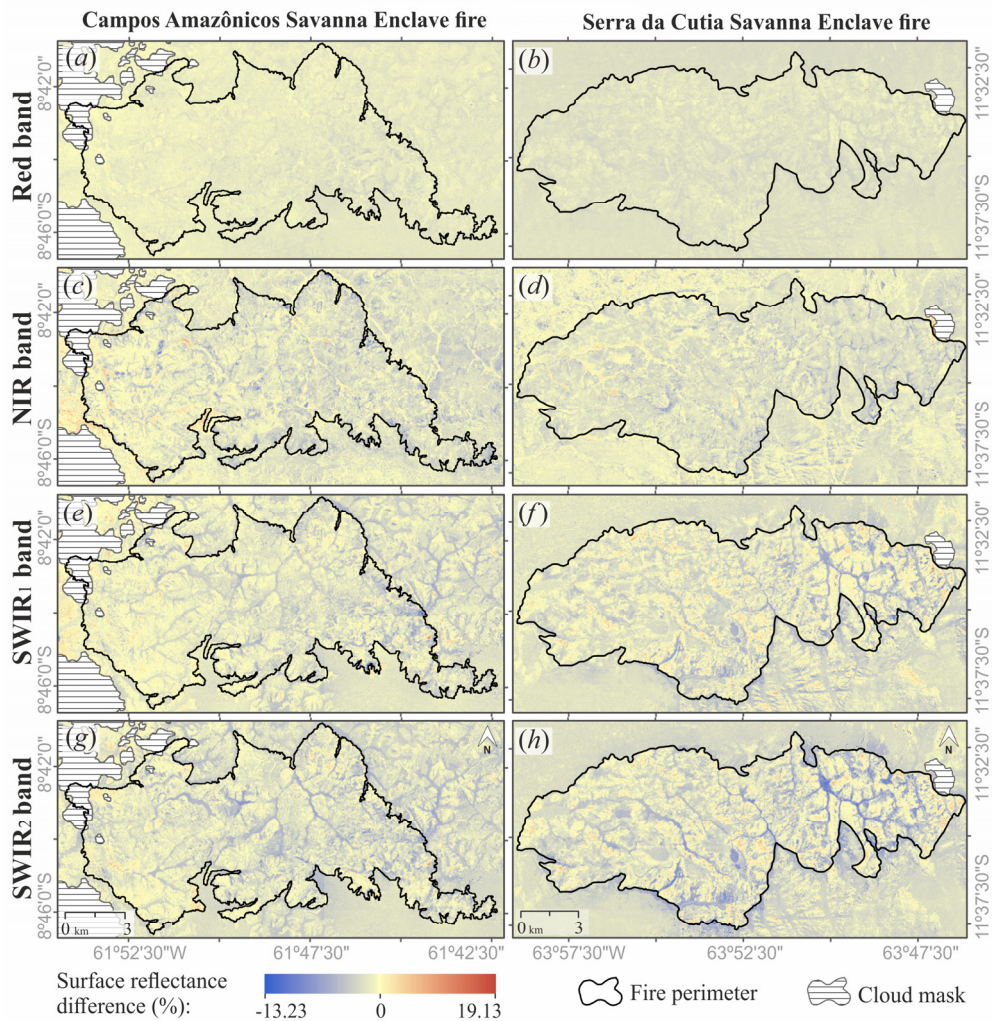 Campos Amazônicos Savanna Enclave fire
Serra da Cutia Savanna Enclave fire
Red band
(a)
8°42'0"
8°46'0"S
(b)
11°32'30"
11°37'30"S
NIR band
(c)
8°42'0"
8°46'0"S
(d)
11°32'30"
11°37'30"S
SWIR1 band
(e)
8°42'0"
8°46'0"S
(f)
11°32'30"
11°37'30"S
SWIR2 band
(g)
8°42'0"
8°46'0"S
N
0 km 3
(h)
11°32'30"
11°37'30"S
N
0 km 3
61°52'30"W
61°47'30"
61°42'30"
63°57'30"W
63°52'30"
63°47'30"
Surface reflectance
difference (%):
-13.23 0 19.13
Fire perimeter
Cloud mask